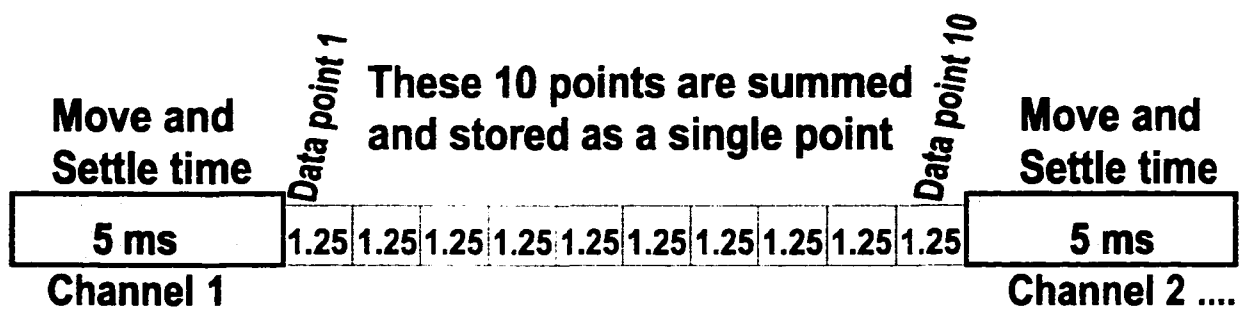 Move and
Settle time
Data point 1
These 10 points are summed
and stored as a single point
Data point 10
Move and
Settle time
5 ms
1.25 1.25 1.25 1.25 1.25 1.25 1.25 1.25 1.25 1.25
5 ms
Channel 1
Channel 2 ....